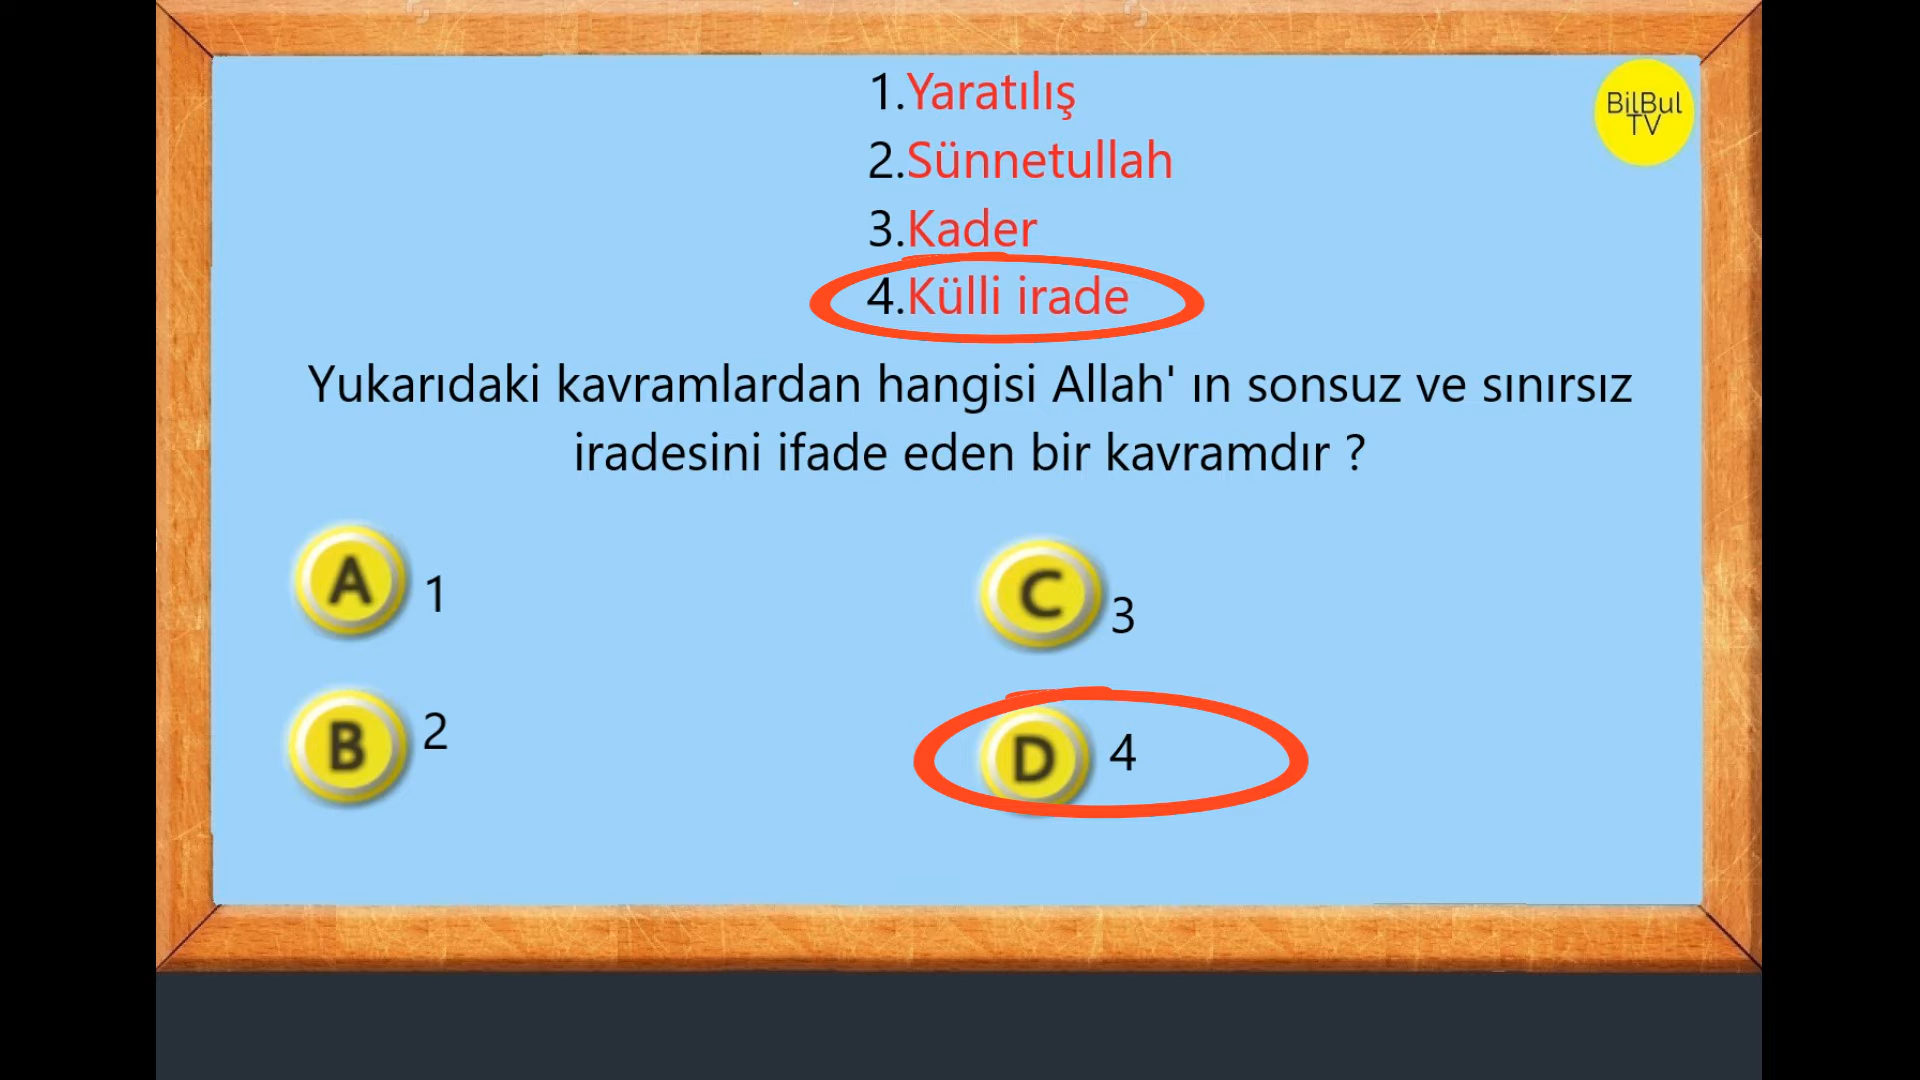 1.Yaratılış
BilBul
TV
2.Sünnetullah
3.Kader
4.Külli irade
Yukarıdaki kavramlardan hangisi Allah' ın sonsuz ve sınırsız
iradesini ifade eden bir kavramdır ?
A 1
C 3
B 2
D 4